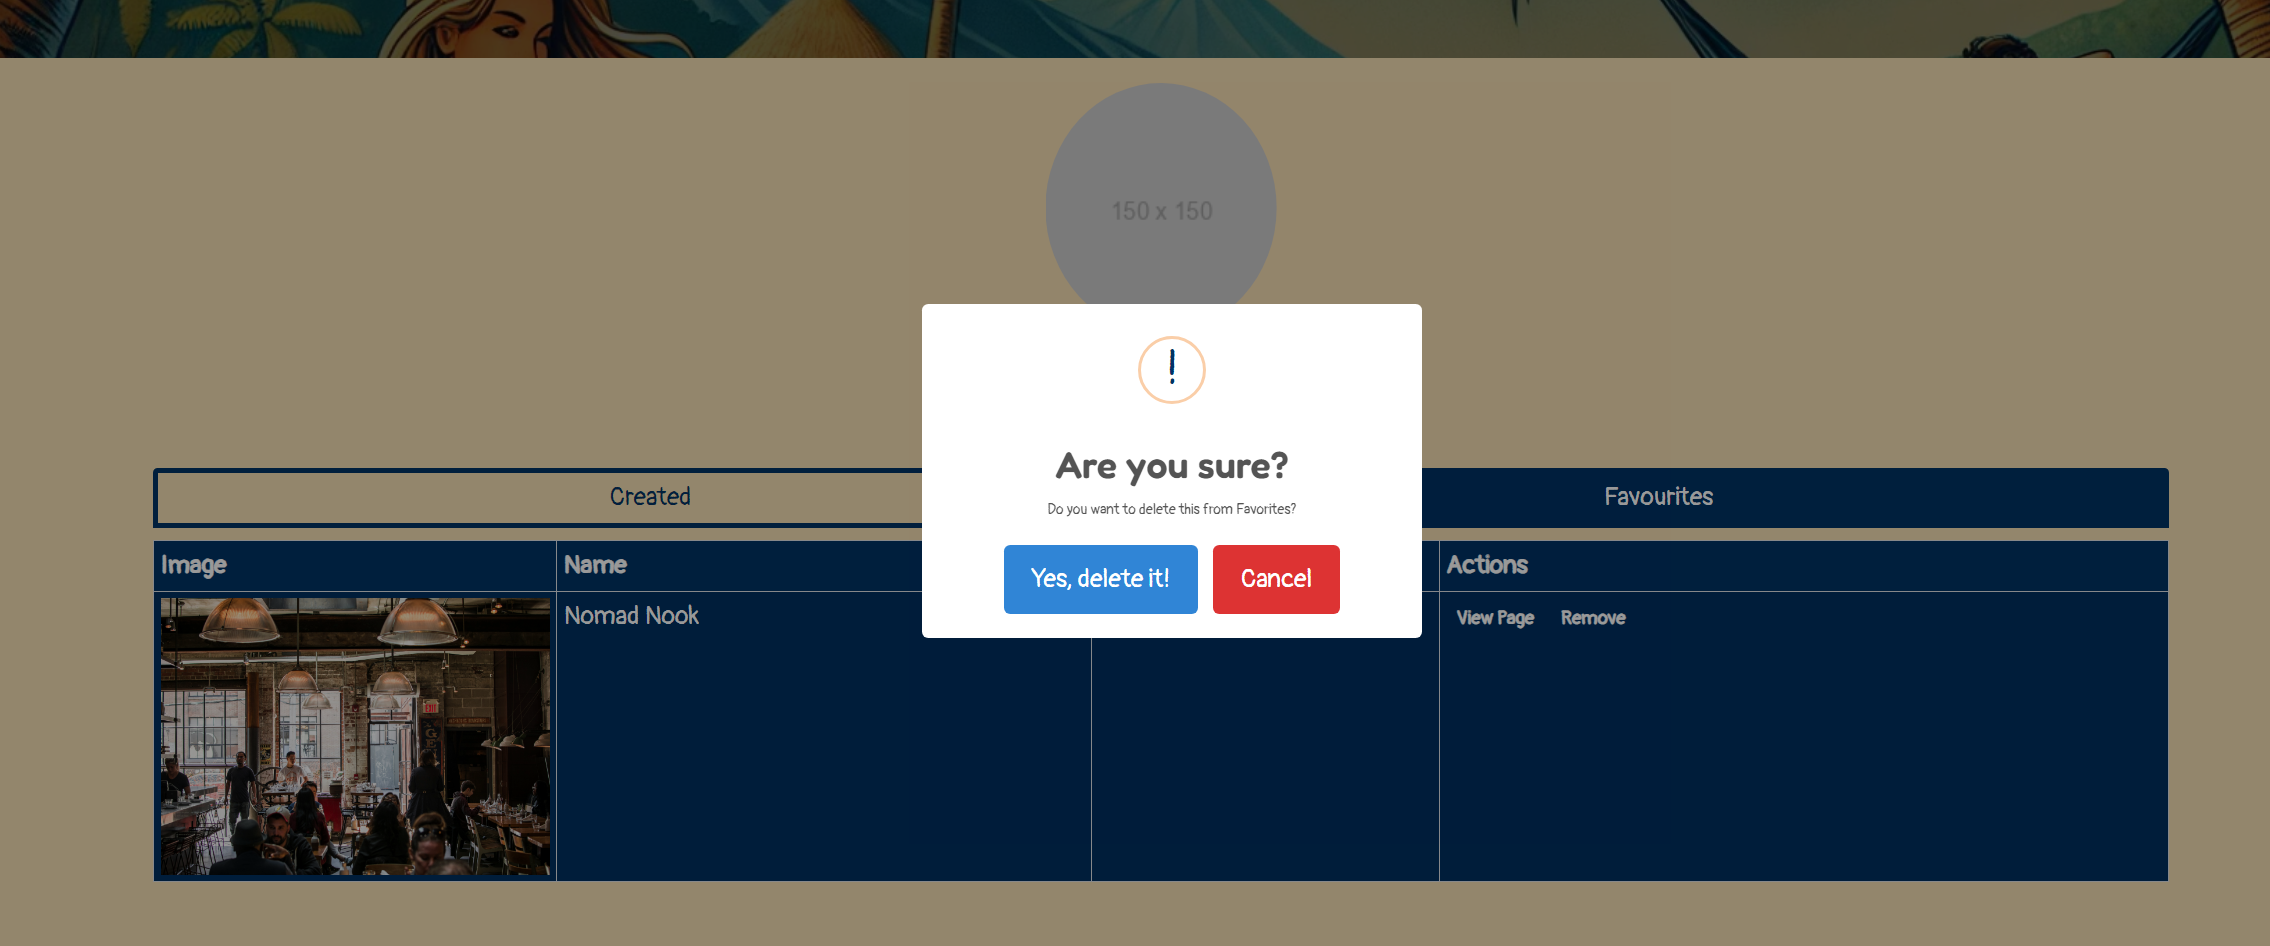 150 x 150
!
Are you sure?
Do you want to delete this from Favorites?
Yes, delete it! Cancel
Created Favourites
Image Name Actions
Nomad Nook View Page Remove
EXIT